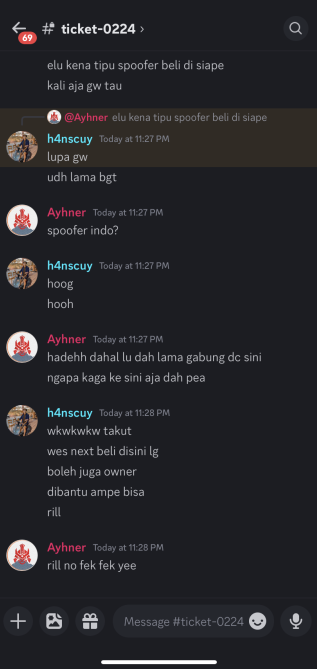 69
# ticket-0224 ›
elu kena tipu spoofer beli di siape
kali aja gw tau
@Ayhner elu kena tipu spoofer beli di siape
h4nscuy Today at 11:27 PM
lupa gw
udh lama bgt
Ayhner Today at 11:27 PM
spoofer indo?
h4nscuy Today at 11:27 PM
hoog
hooh
Ayhner Today at 11:27 PM
hadehh dahal lu dah lama gabung dc sini
ngapa kaga ke sini aja dah pea
h4nscuy Today at 11:28 PM
wkwkwkw takut
wes next beli disini lg
boleh juga owner
dibantu ampe bisa
rill
Ayhner Today at 11:28 PM
rill no fek fek yee
Message #ticket-0224